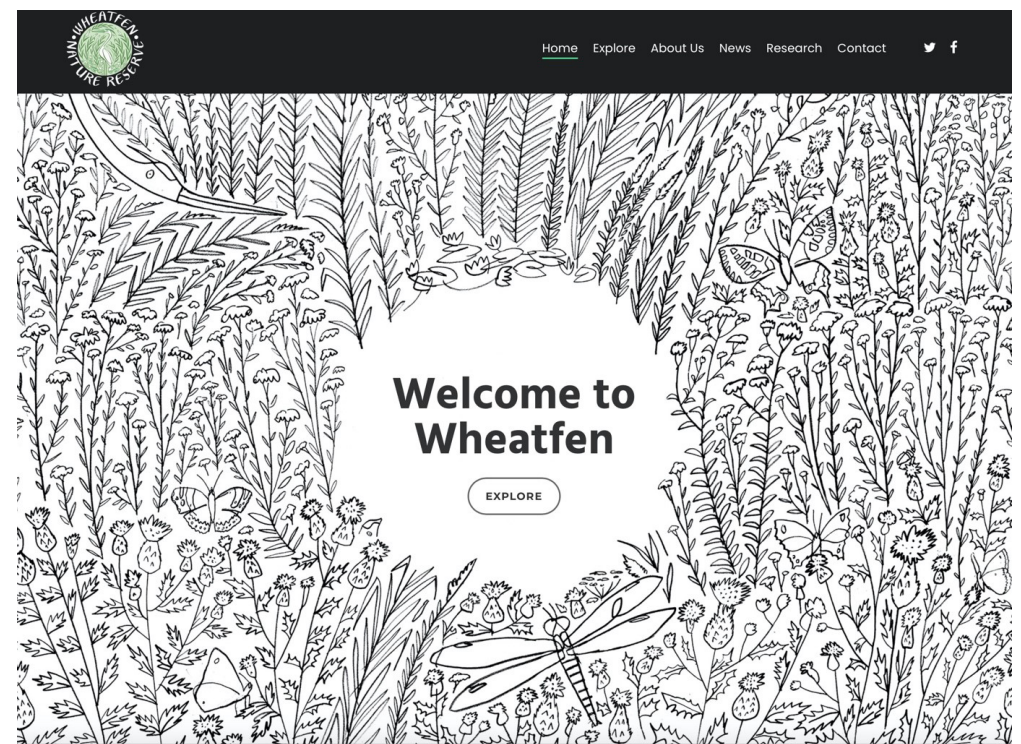 WHEATFEN
NATURE RESERVE
Home Explore About Us News Research Contact
Welcome to
Wheatfen
EXPLORE